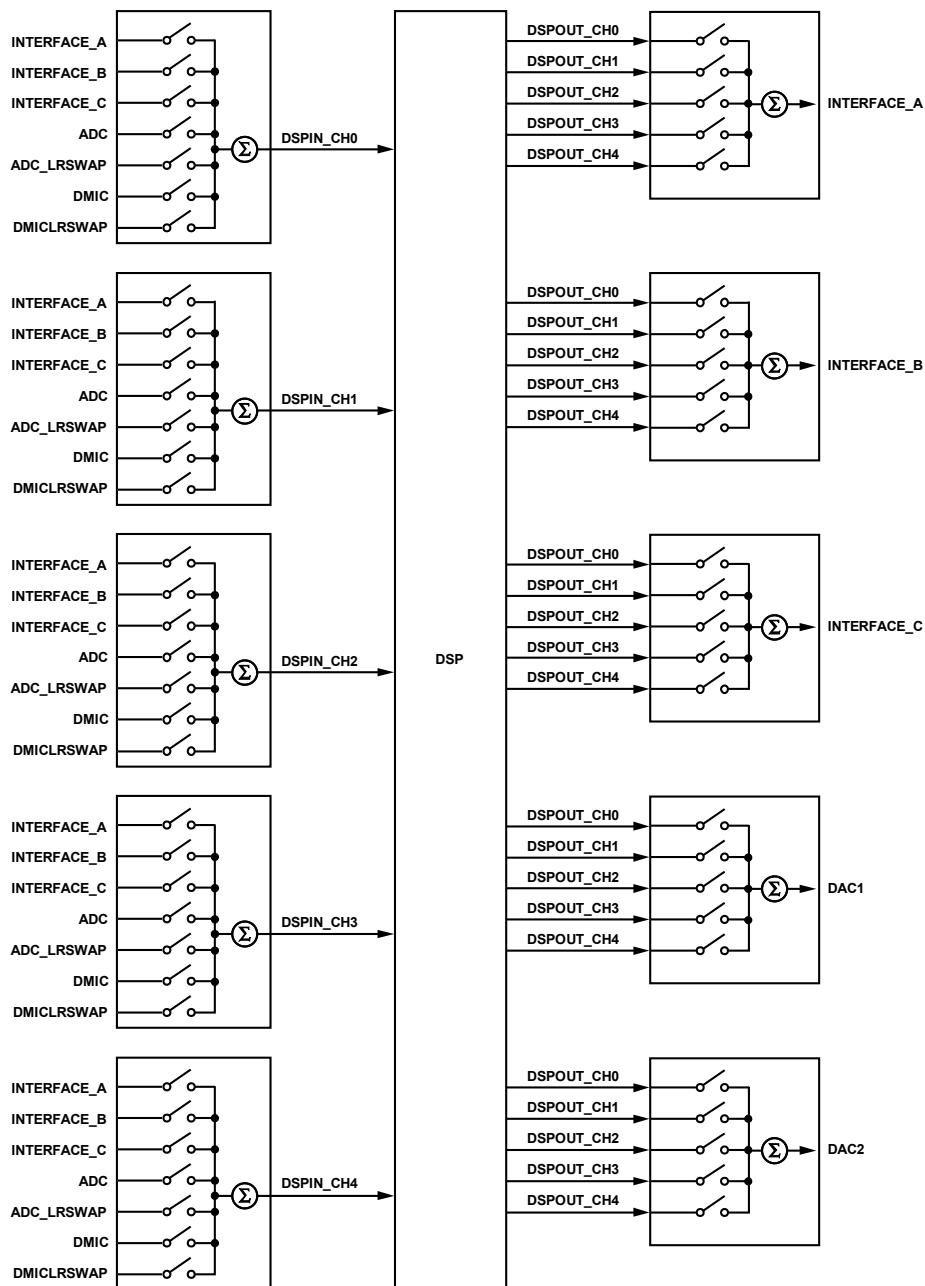 INTERFACE_A
INTERFACE_B
INTERFACE_C
ADC
ADC_LRSWAP
DMIC
DMICLRSWAP
Σ
DSPIN_CH0
INTERFACE_A
INTERFACE_B
INTERFACE_C
ADC
ADC_LRSWAP
DMIC
DMICLRSWAP
Σ
DSPIN_CH1
INTERFACE_A
INTERFACE_B
INTERFACE_C
ADC
ADC_LRSWAP
DMIC
DMICLRSWAP
Σ
DSPIN_CH2
INTERFACE_A
INTERFACE_B
INTERFACE_C
ADC
ADC_LRSWAP
DMIC
DMICLRSWAP
Σ
DSPIN_CH3
INTERFACE_A
INTERFACE_B
INTERFACE_C
ADC
ADC_LRSWAP
DMIC
DMICLRSWAP
Σ
DSPIN_CH4
DSP
DSPOUT_CH0
DSPOUT_CH1
DSPOUT_CH2
DSPOUT_CH3
DSPOUT_CH4
Σ
INTERFACE_A
DSPOUT_CH0
DSPOUT_CH1
DSPOUT_CH2
DSPOUT_CH3
DSPOUT_CH4
Σ
INTERFACE_B
DSPOUT_CH0
DSPOUT_CH1
DSPOUT_CH2
DSPOUT_CH3
DSPOUT_CH4
Σ
INTERFACE_C
DSPOUT_CH0
DSPOUT_CH1
DSPOUT_CH2
DSPOUT_CH3
DSPOUT_CH4
Σ
DAC1
DSPOUT_CH0
DSPOUT_CH1
DSPOUT_CH2
DSPOUT_CH3
DSPOUT_CH4
Σ
DAC2